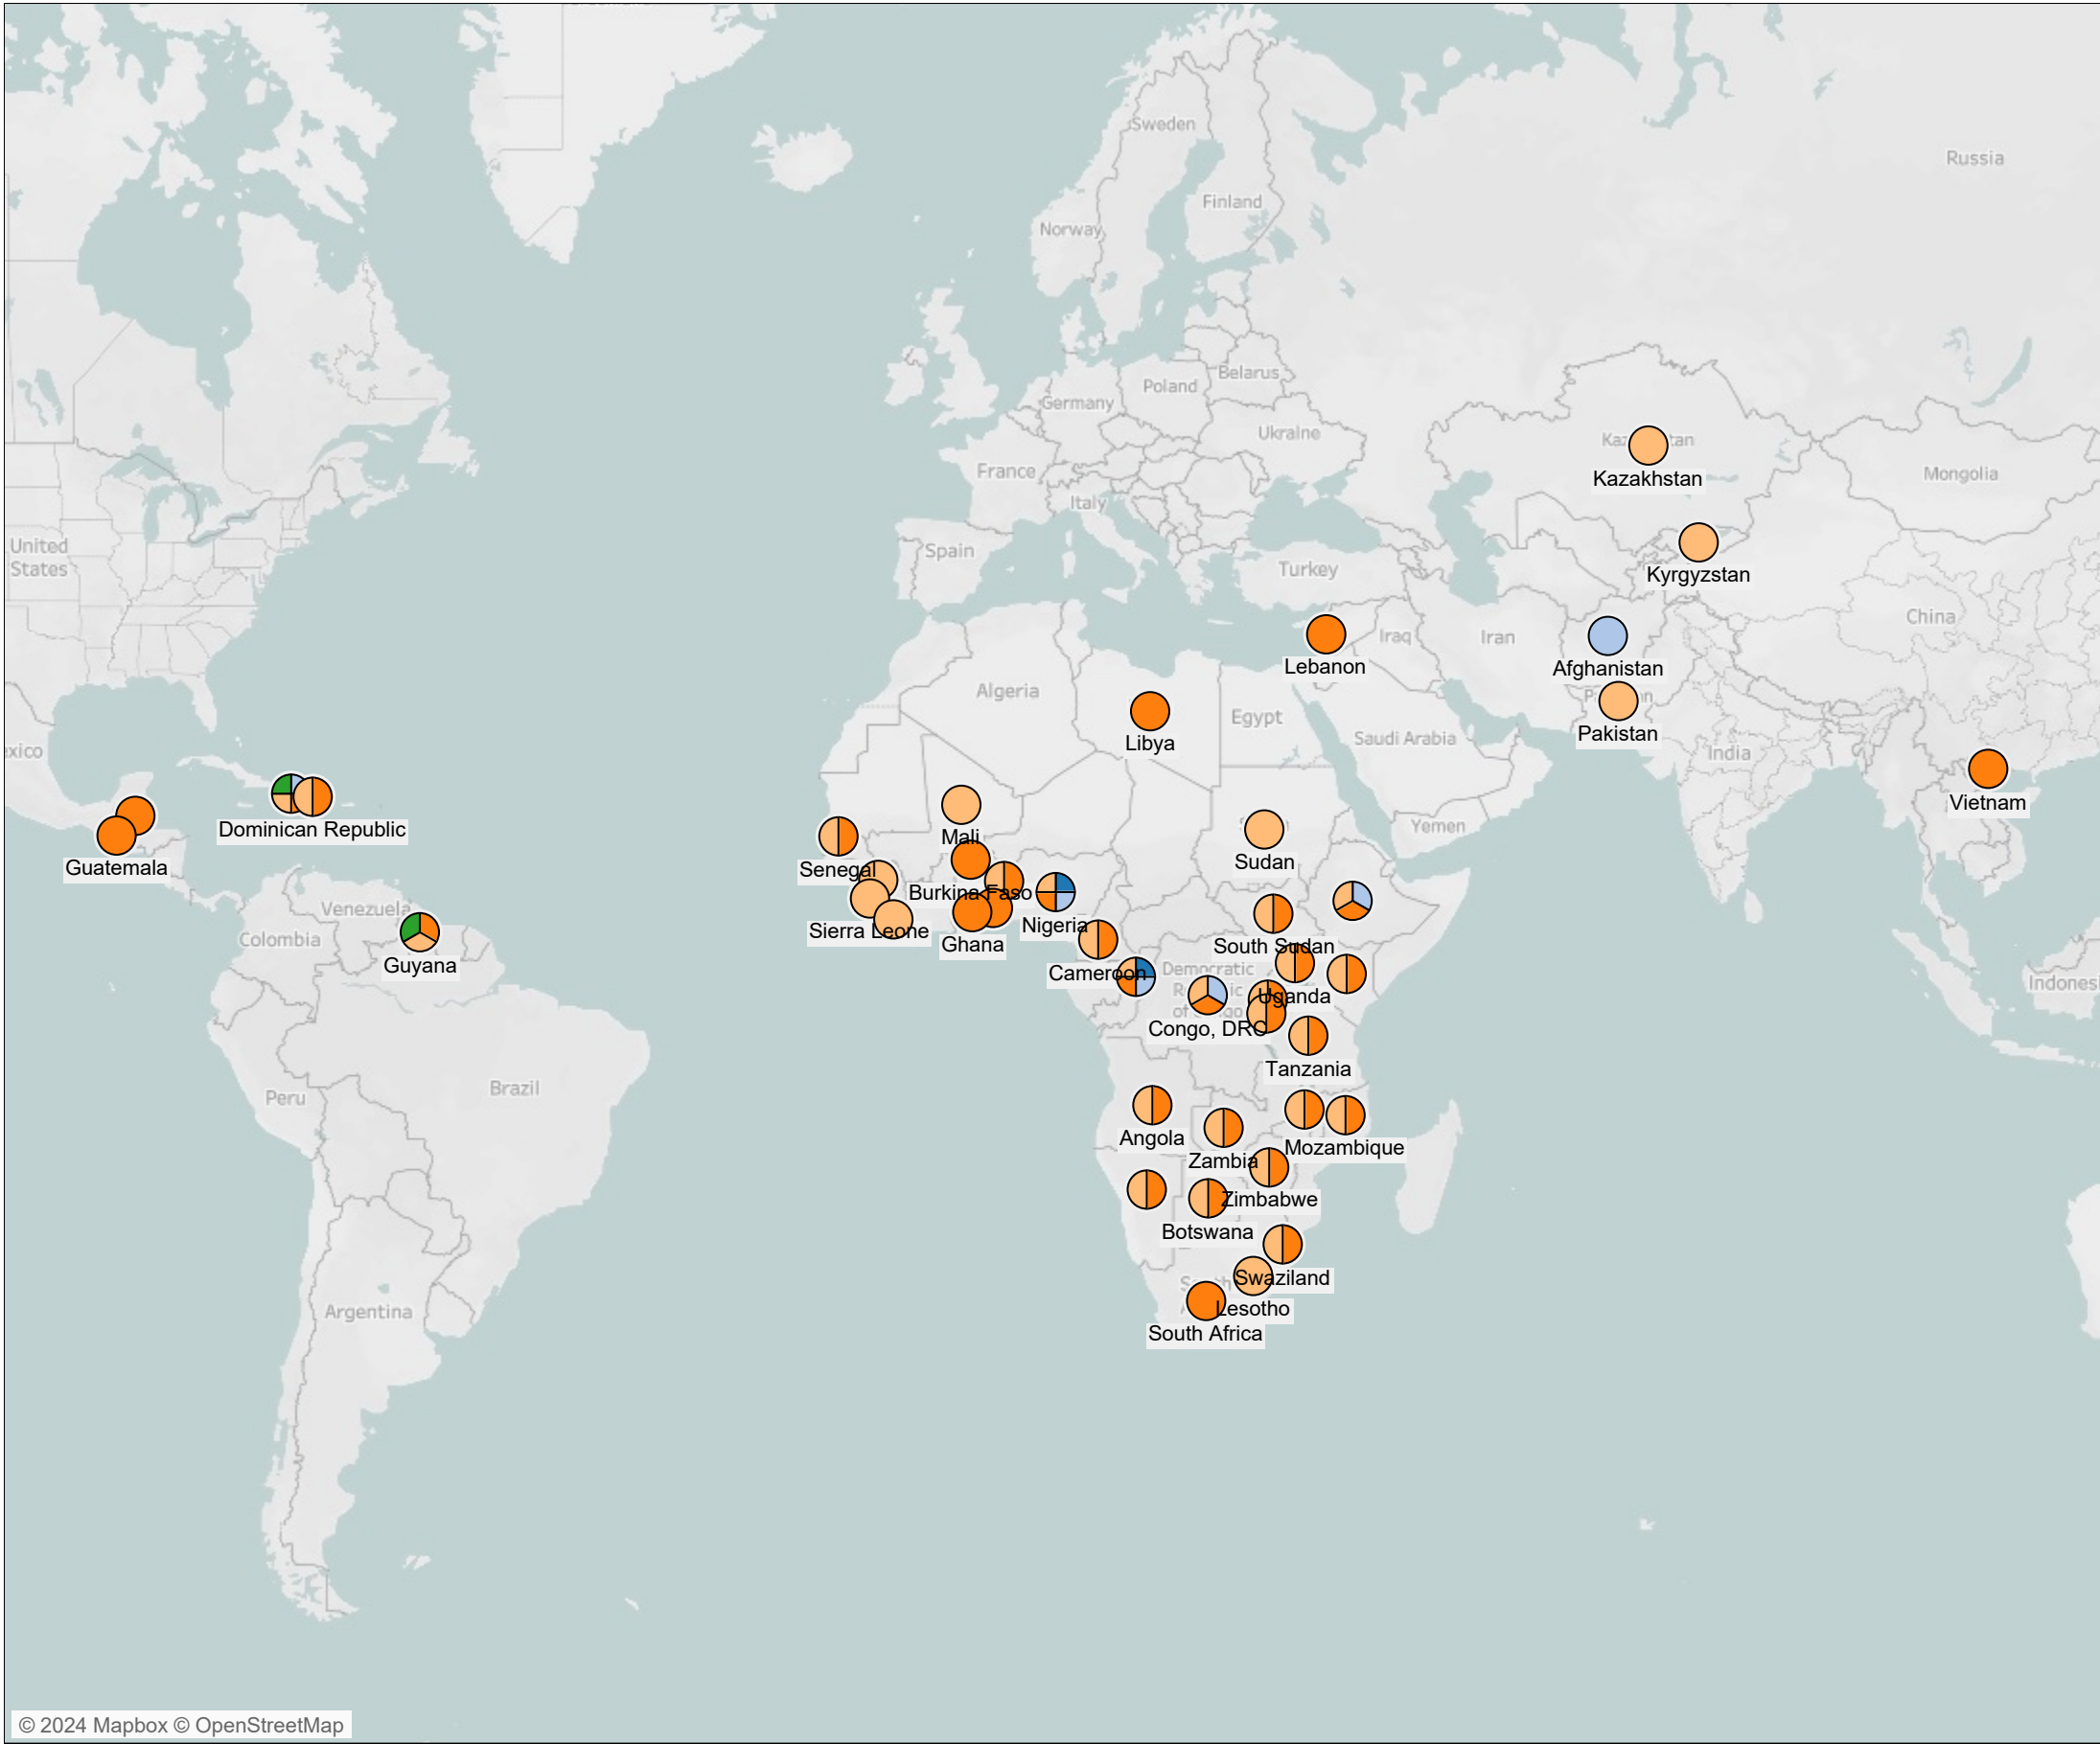 Sweden
Russia
Finland
Norway
Belarus
Poland
Germany
Ukraine
France
Kazakhstan
Mongolia
Italy
United
States
Spain
Kyrgyzstan
Turkey
China
Iraq
Iran
Lebanon
Afghanistan
Algeria
Egypt
Pakistan
Saudi Arabia
Libya
India
exico
Vietnam
Dominican Republic
Yemen
Mali
Guatemala
Senegal
Sudan
Burkina Faso
Venezuela
Nigeria
Sierra Leone
Colombia
Ghana
South Sudan
Guyana
Cameroon
Democratic
Indones
Uganda
Congo, DRC
Tanzania
Brazil
Peru
Angola
Mozambique
Zambia
Zimbabwe
Botswana
Swaziland
Argentina
Lesotho
South Africa
© 2024 Mapbox © OpenStreetMap